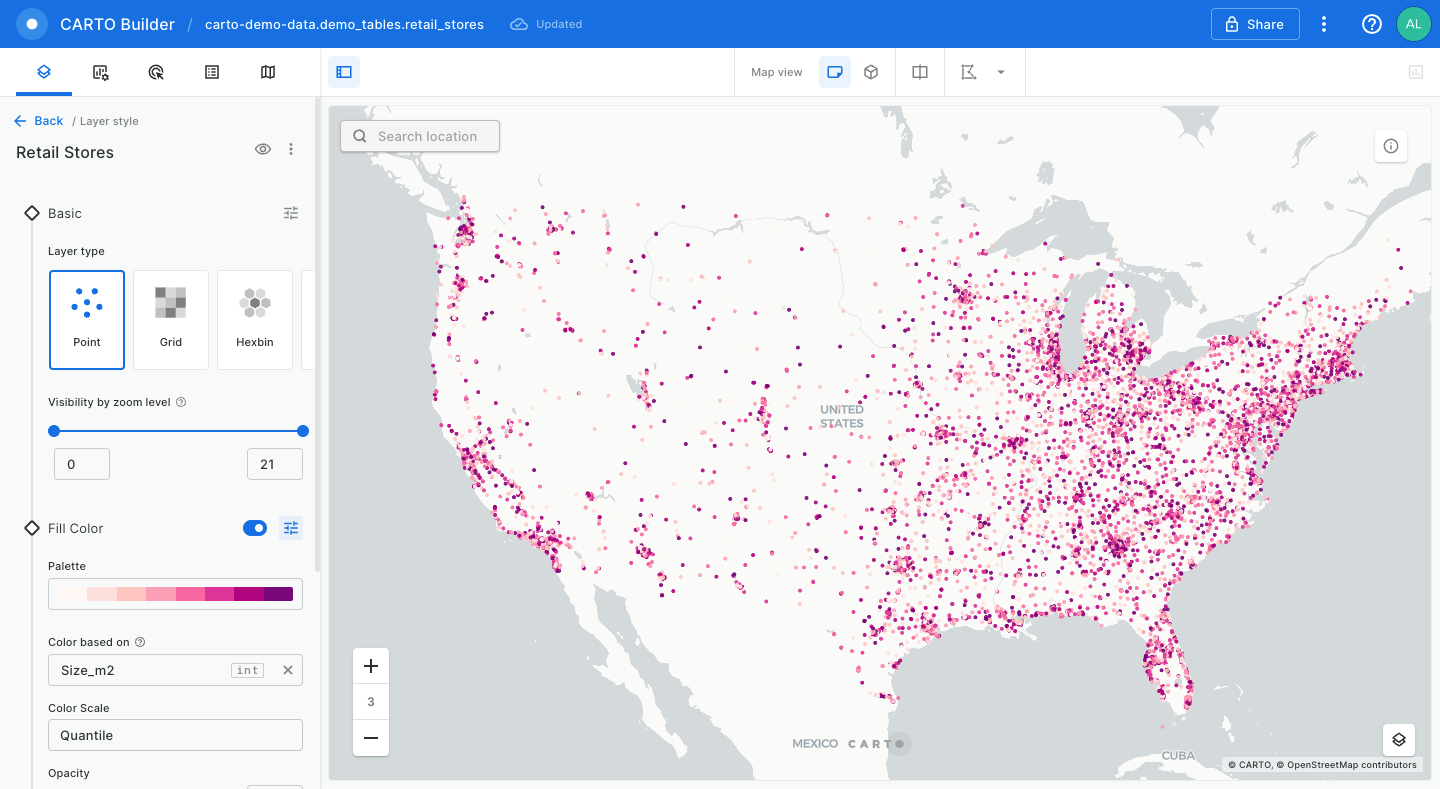 CARTO Builder / carto-demo-data.demo_tables.retail_stores Updated Share AL
Map view
Back / Layer style
Retail Stores
Search location
Basic
Layer type
Point Grid Hexbin
Visibility by zoom level
0 21
Fill Color
Palette
Color based on
Size_m2 int
Color Scale
Quantile
Opacity
UNITED
STATES
3
MEXICO CARTO
CUBA
© CARTO, © OpenStreetMap contributors